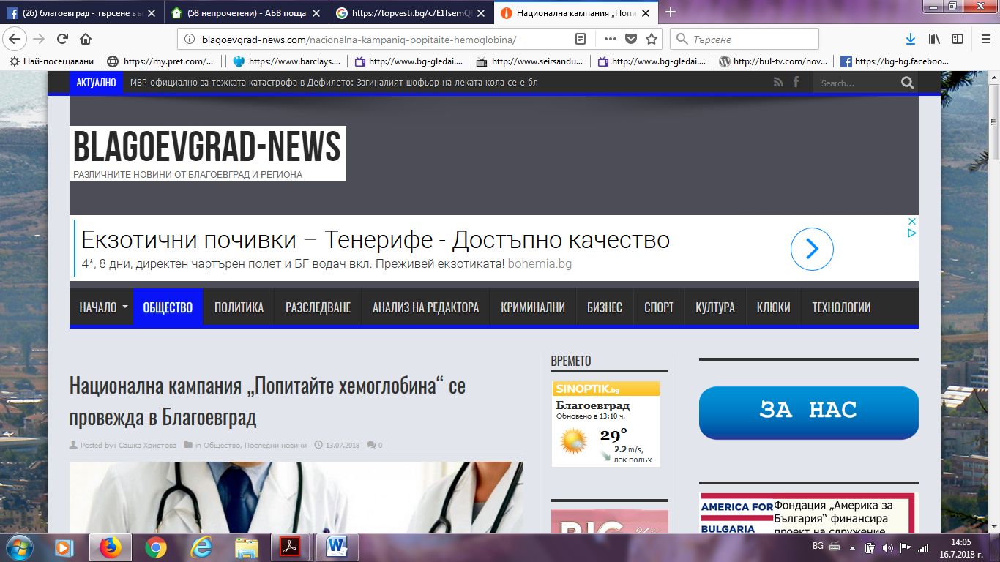 (26) благоевград - търсене въ
(58 непрочетени) - АБВ поща
https://topvesti.bg/c/E1fsemQ
Национална кампания „Попит
blagoevgrad-news.com/nacionalna-kampaniq-popitaite-hemoglobina/
Търсене
Най-посещавани
https://my.pret.com/...
https://www.barclays....
http://www.bg-gledai....
http://www.seirsandu...
http://www.bg-gledai....
http://bul-tv.com/nov...
https://bg-bg.faceboo...
АКТУАЛНО
МВР официално за тежката катастрофа в Дефилето: Загиналият шофьор на леката кола се е бл
Search...
BLAGOEVGRAD-NEWS
РАЗЛИЧНИТЕ НОВИНИ ОТ БЛАГОЕВГРАД И РЕГИОНА
Екзотични почивки – Тенерифе - Достъпно качество
4*, 8 дни, директен чартърен полет и БГ водач вкл. Преживей екзотиката! bohemia.bg
НАЧАЛО
ОБЩЕСТВО
ПОЛИТИКА
РАЗСЛЕДВАНЕ
АНАЛИЗ НА РЕДАКТОРА
КРИМИНАЛНИ
БИЗНЕС
СПОРТ
КУЛТУРА
КЛЮКИ
ТЕХНОЛОГИИ
Национална кампания „Попитайте хемоглобина“ се
провежда в Благоевград
Posted by: Сашка Христова in Общество, Последни новини 13.07.2018 0
ВРЕМЕТО
SINOPTIK.bg
Благоевград
Обновено в 13:10 ч.
29°
2.2 m/s,
лек полъх
ЗА НАС
AMERICA FOR
BULGARIA
Фондация „Америка за
България“ финансира
проект на сдружение
BIG
BG
14:05
16.7.2018 г.